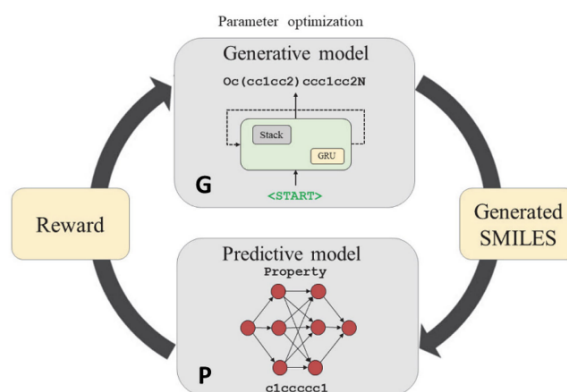 Parameter optimization
Generative model
Oc(cc1cc2)ccc1cc2N
Stack
GRU
G
<START>
Reward
Generated
SMILES
Predictive model
Property
P
c1ccccc1